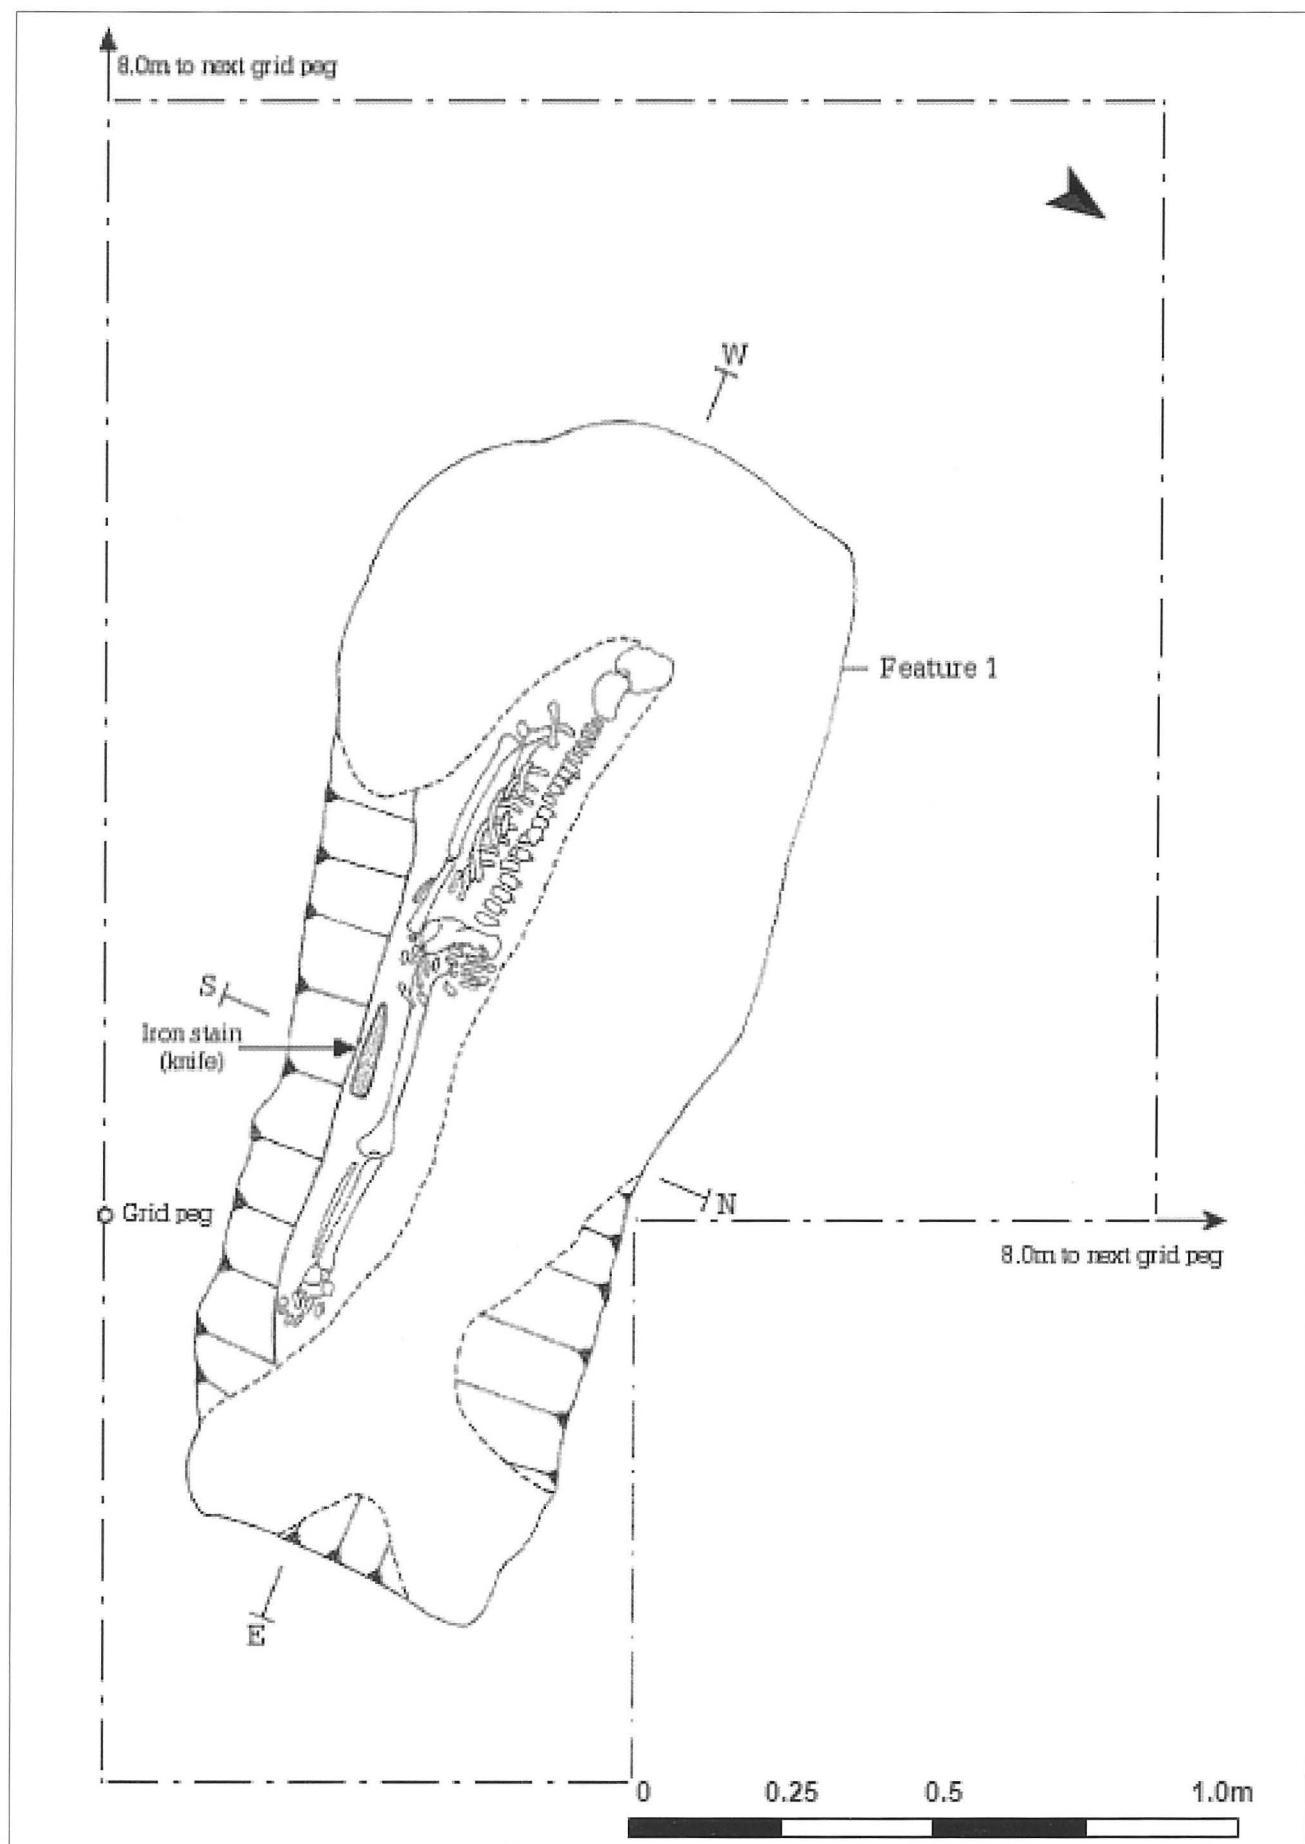 8.0m to next grid peg
W
Feature 1
S
Iron stain
(knife)
Grid peg
N
8.0m to next grid peg
E
0 0.25 0.5 1.0m